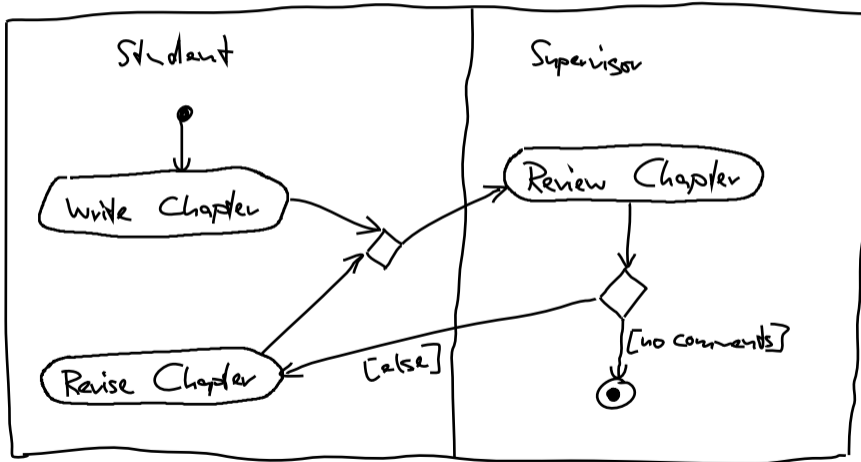 Student
Supervisor
Write Chapter
Review Chapter
Revise Chapter
[else]
[no comments]